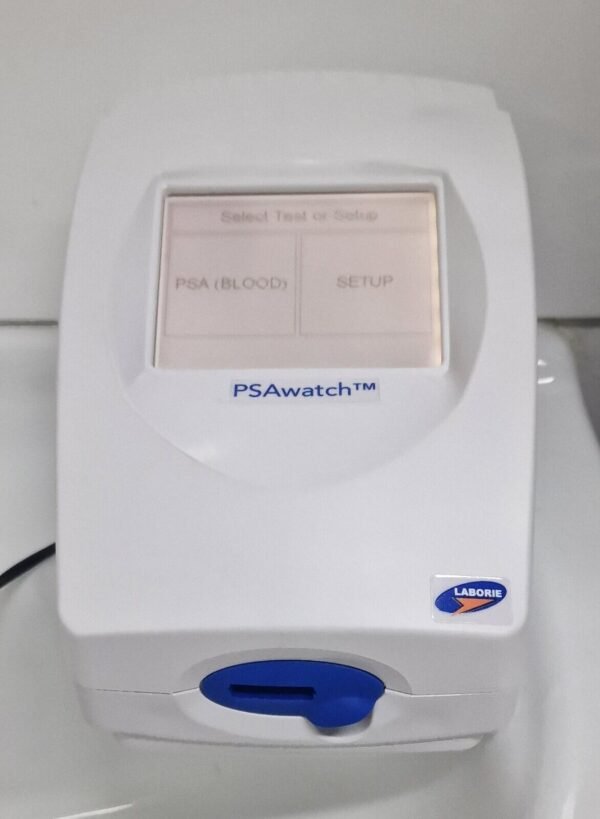 Select Test or Setup
PSA (BLOOD)
SETUP
PSAwatch™
LABORIE